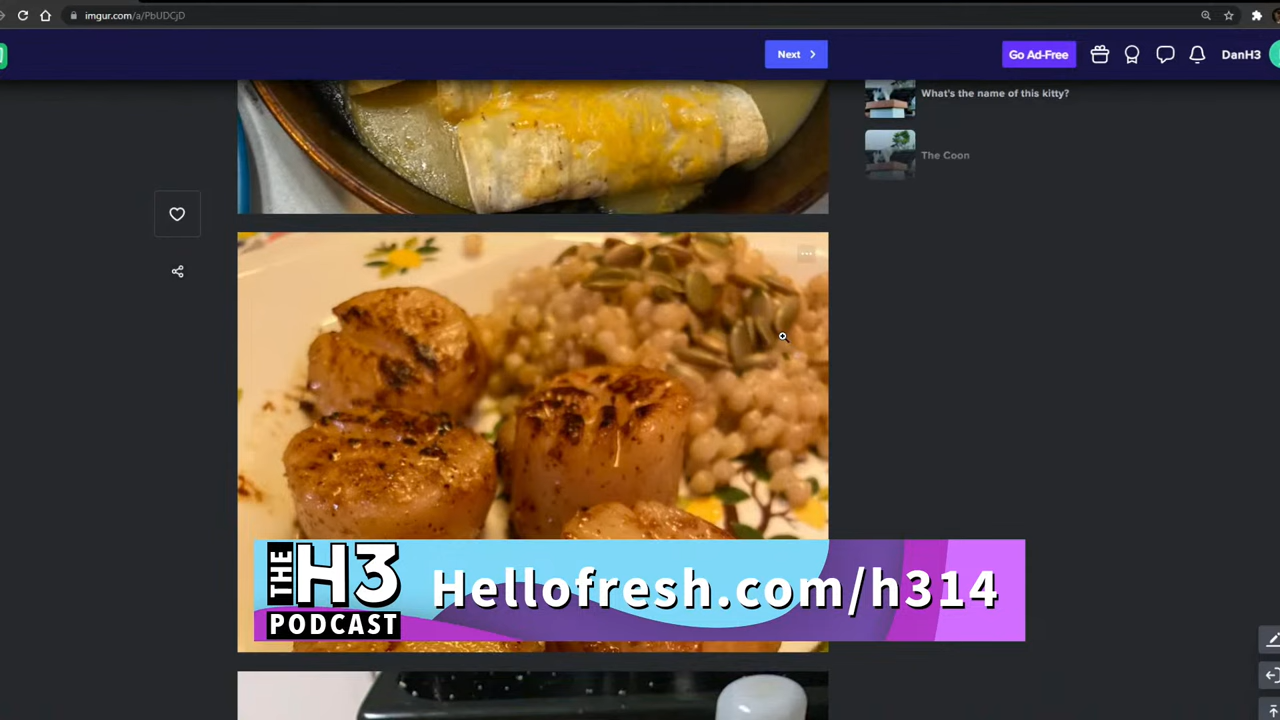 imgur.com/a/PbUDCjD
Next
Go Ad-Free
DanH3
What's the name of this kitty?
The Coon
THE H3 PODCAST
Hellofresh.com/h314